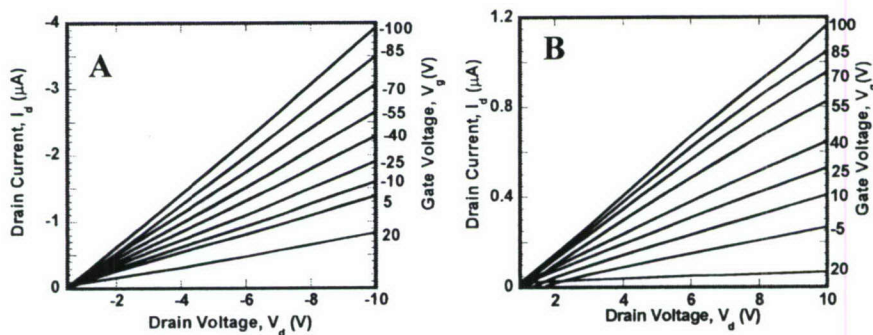 A
Drain Current, I_d (µA)
-4
-3
-2
-1
0
-2 -4 -6 -8 -10
Drain Voltage, V_d (V)
-100
-85
-70
-55
-40
-25
-10
5
20
Gate Voltage, V_g (V)
B
Drain Current, I_d (µA)
1.2
0.8
0.4
0
2 4 6 8 10
Drain Voltage, V_d (V)
100
85
70
55
40
25
10
-5
20
Gate Voltage, V_g (V)